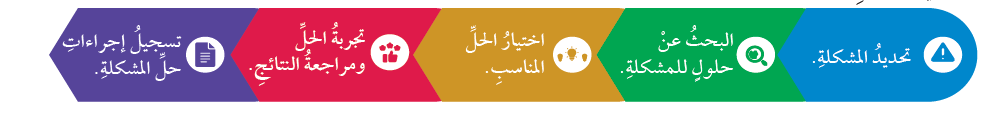 تحديدُ المشكلةِ.
البحثُ عنْ
حلولٍ للمشكلةِ.
اختيارُ الحلِّ
المناسبِ.
تجربةُ الحلِّ
ومراجعةُ النتائجِ.
تسجيلُ إجراءاتِ
حلِّ المشكلةِ.